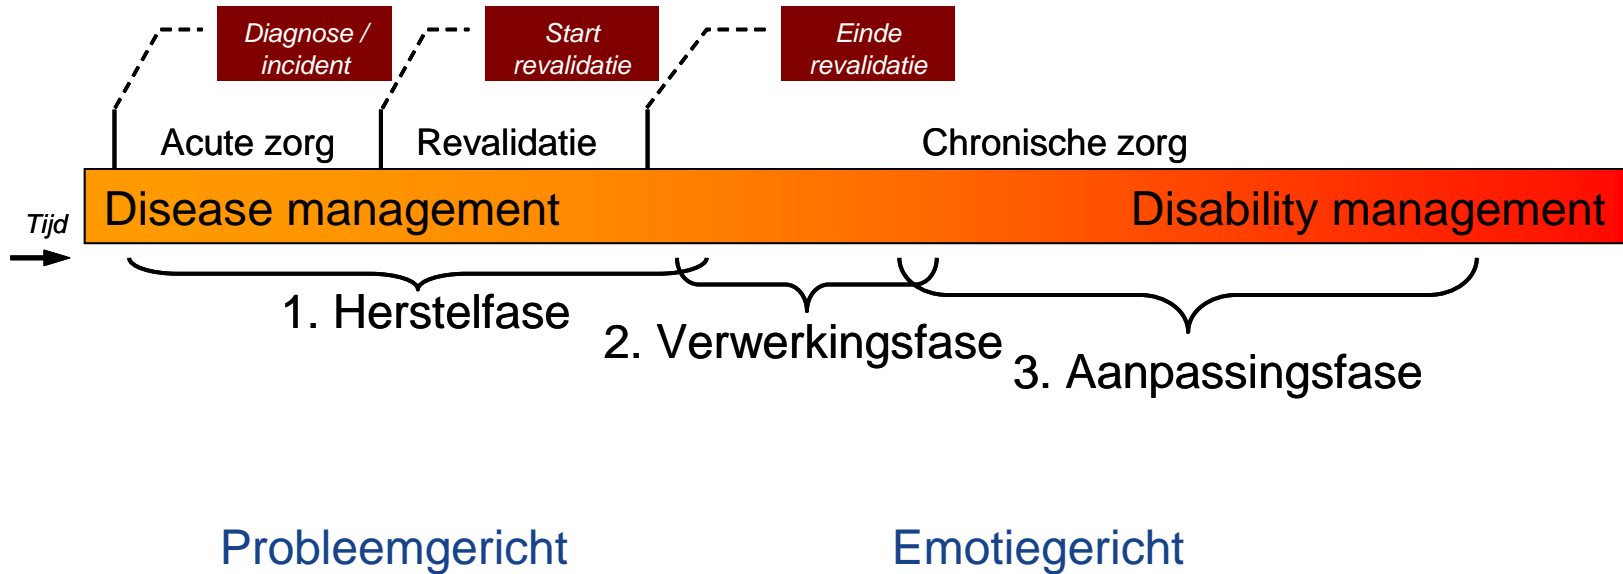 Diagnose /
incident
Start
revalidatie
Einde
revalidatie
Acute zorg
Revalidatie
Chronische zorg
Tijd
Disease management
Disability management
1. Herstelfase
2. Verwerkingsfase
3. Aanpassingsfase
Probleemgericht
Emotiegericht